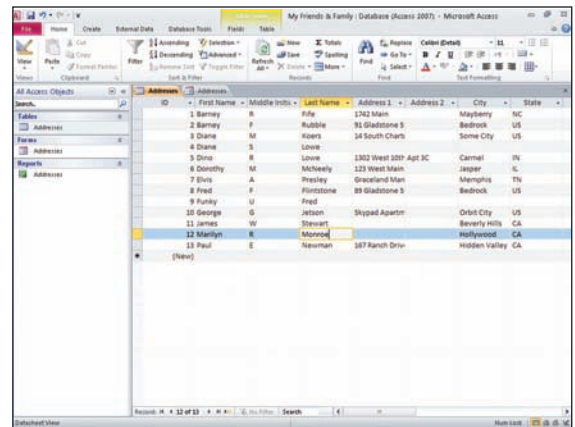 My Friends & Family : Database (Access 2007) - Microsoft Access
File Home Create External Data Database Tools Fields Table
View
Paste
Cut
Copy
Format Painter
Filter
Ascending
Descending
Remove Sort
Selection
Advanced
Toggle Filter
Refresh All
New
Save
Delete
Totals
Spelling
More
Find
Replace
Go To
Select
Calibri (Detail) 11
B I U
Views Clipboard Sort & Filter Records Find Text Formatting
All Access Objects
Search..
Tables
Addresses
Forms
Addresses
Reports
Addresses
Addresses Addresses
ID First Name Middle Initia Last Name Address 1 Address 2 City State
1 Barney R Fife 1742 Main Mayberry NC
2 Barney F Rubble 91 Gladstone S Bedrock US
3 Diane M Koers 14 South Charls Some City US
4 Diane S Lowe
5 Dino R Lowe 1302 West 10th Apt 3C Carmel IN
6 Dorothy M McNeely 123 West Main Jasper IL
7 Elvis A Presley Graceland Man Memphis TN
8 Fred F Flintstone 89 Gladstone S Bedrock US
9 Funky U Fred
10 George G Jetson Skypad Apartm Orbit City US
11 James W Stewart Beverly Hills CA
12 Marilyn R Monroe Hollywood CA
13 Paul E Newman 167 Ranch Driv Hidden Valley CA
(New)
Record: 12 of 13 No Filter Search
Datasheet View Num Lock